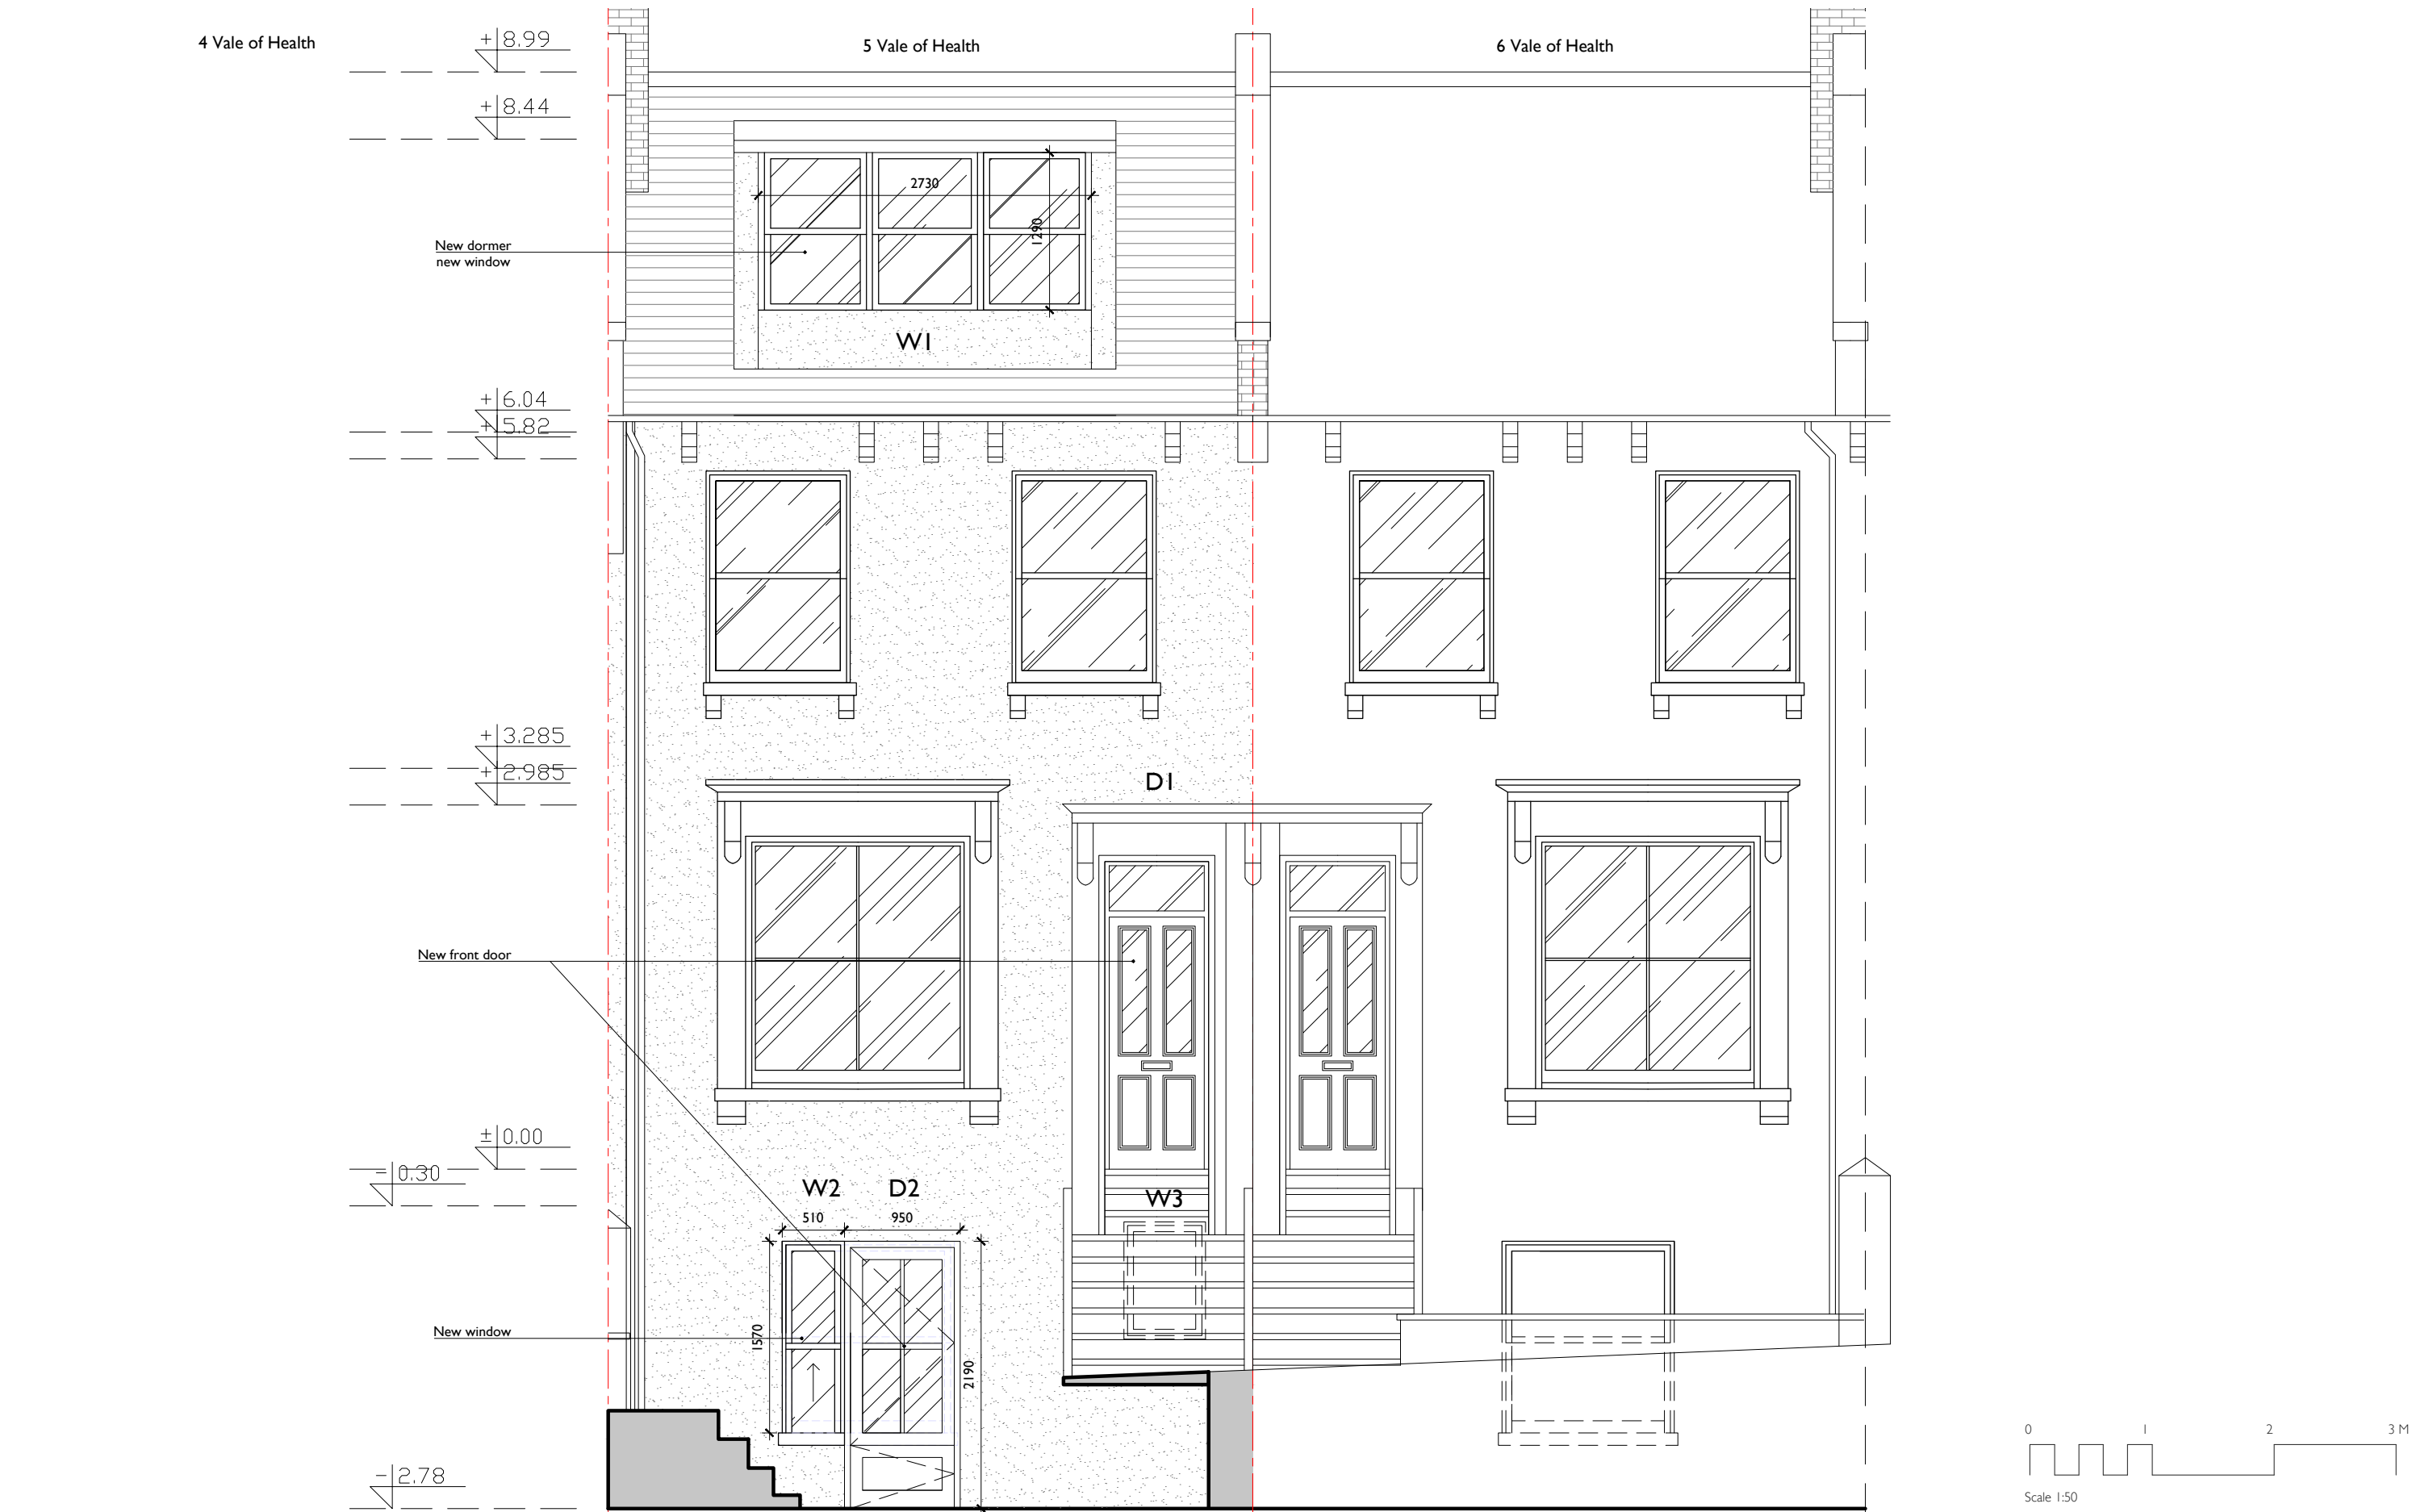 4 Vale of Health
5 Vale of Health
6 Vale of Health
+8.99
+8.44
2730
1290
New dormer
new window
W1
+6.04
+5.82
+3.285
+2.985
D1
New front door
±0.00
-0.30
W2
D2
W3
510
950
New window
1570
2190
-2.78
0 1 2 3 M
Scale 1:50